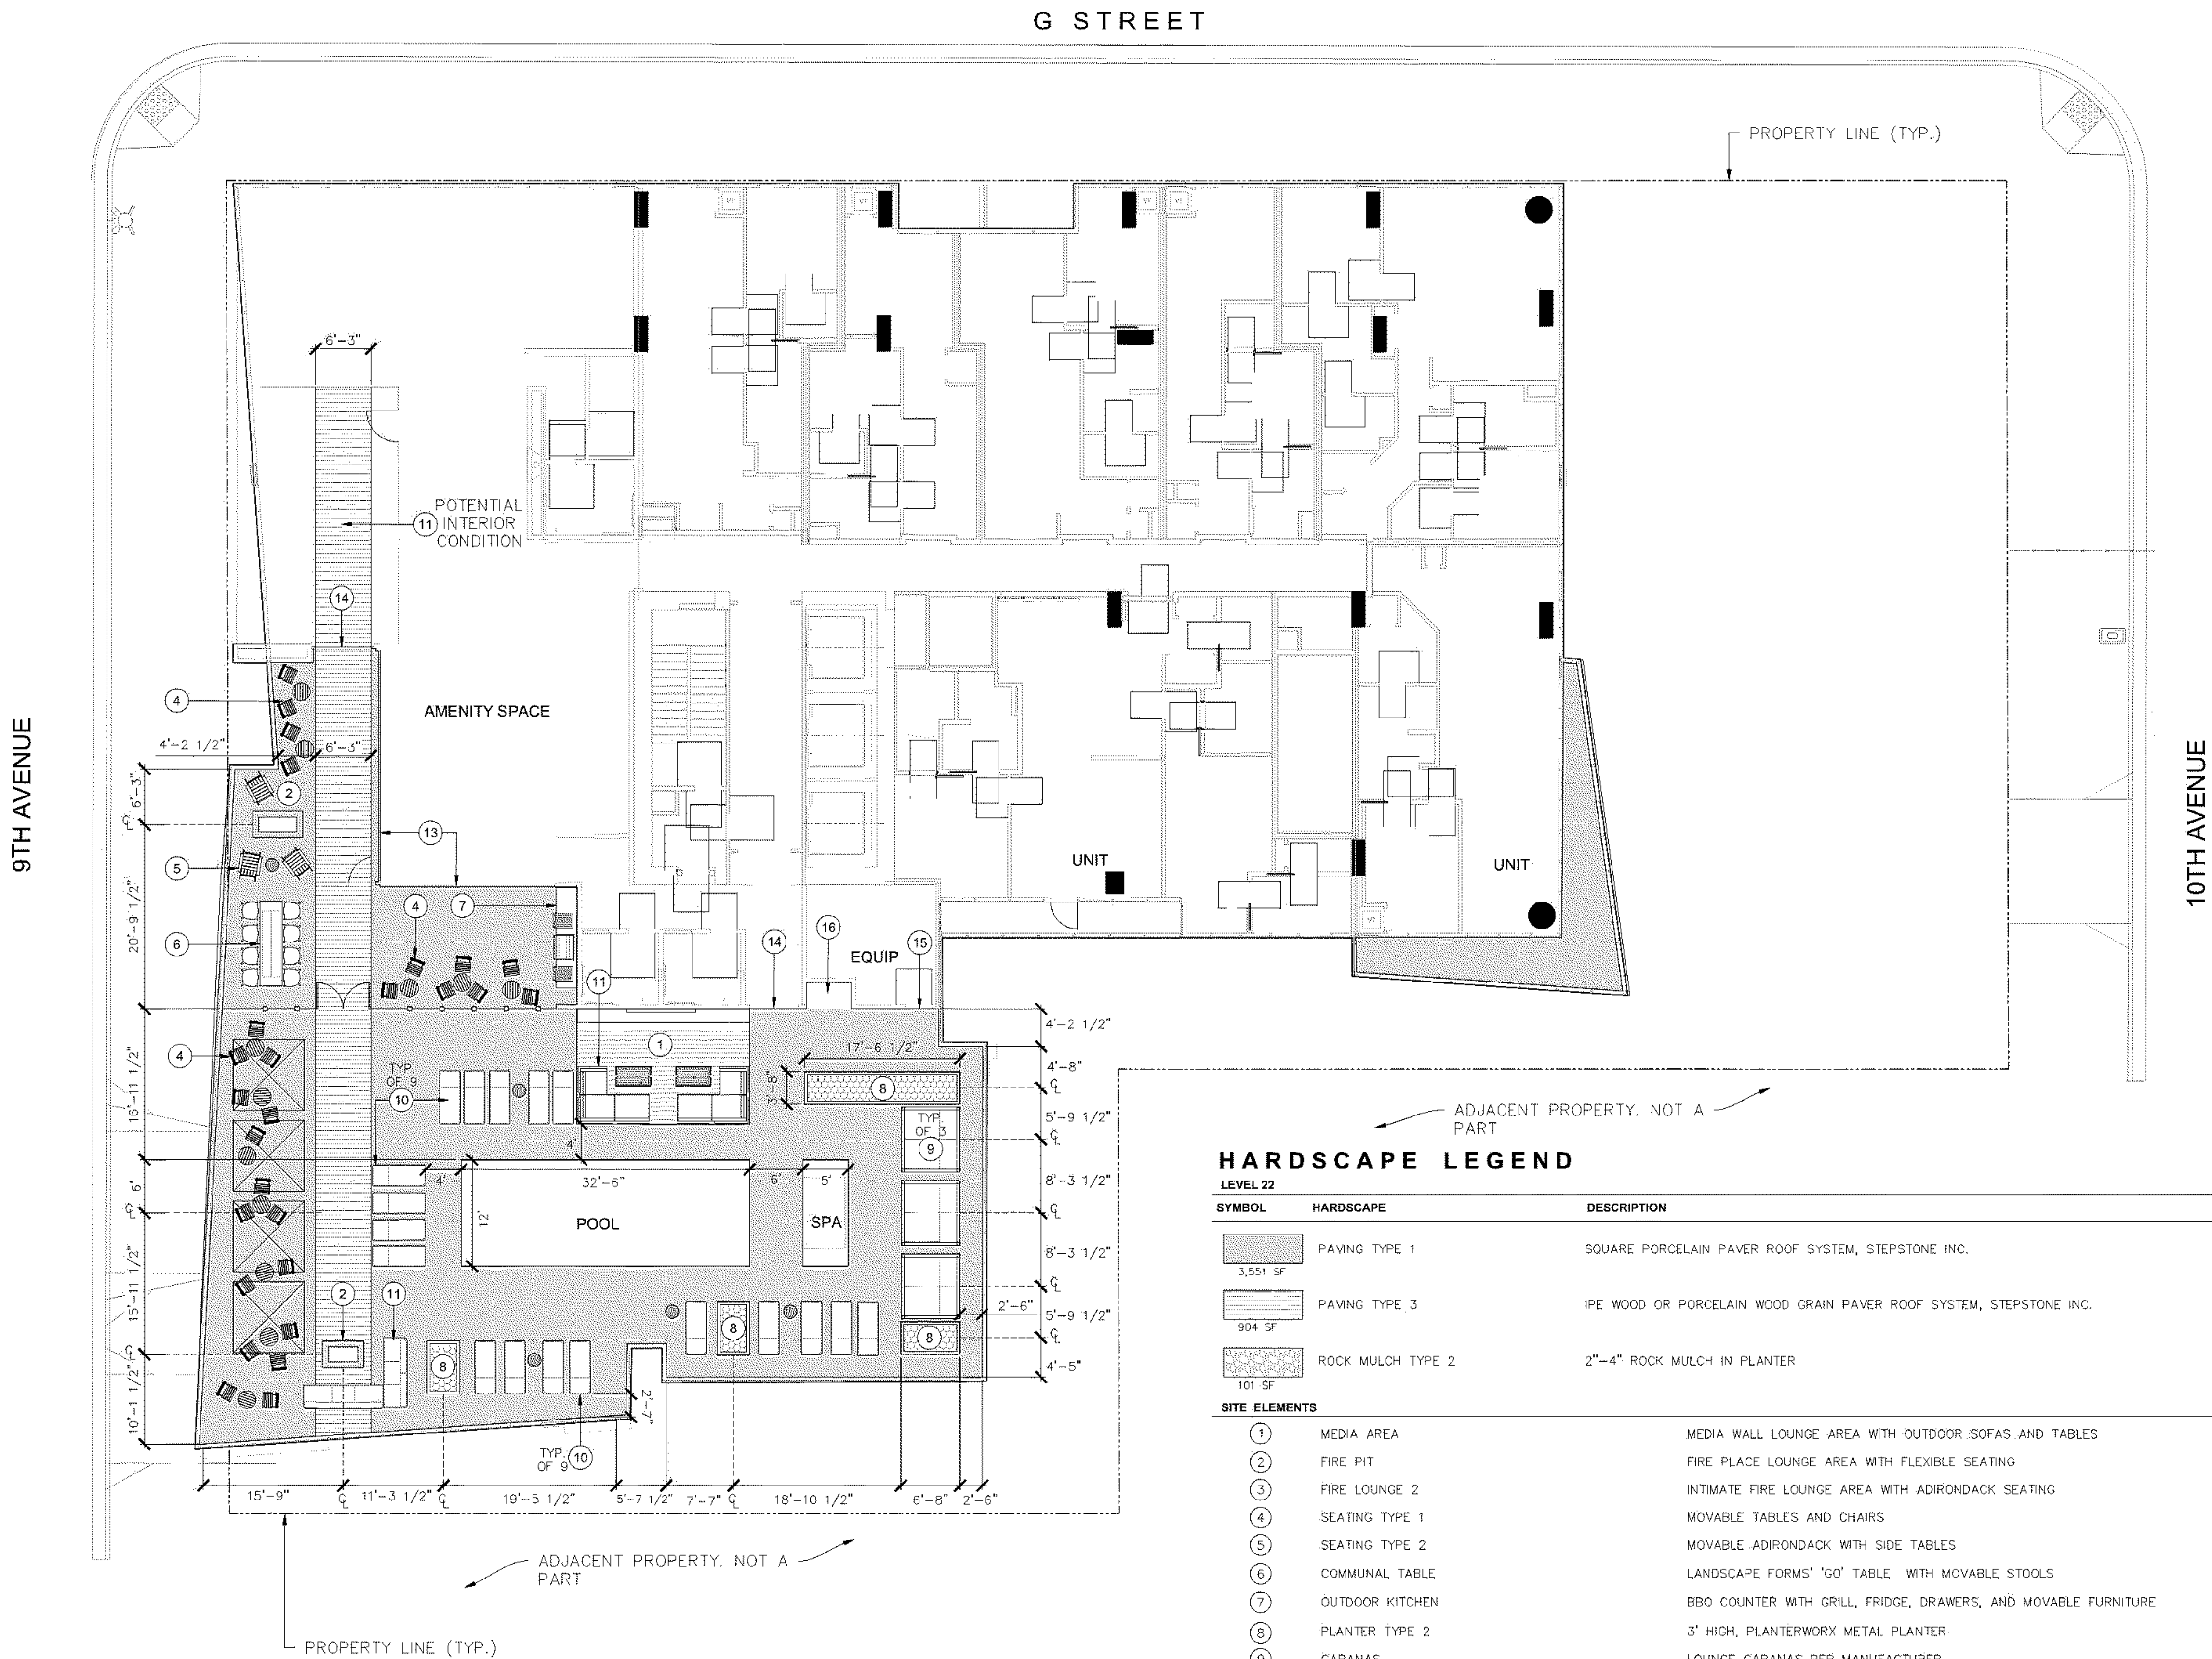 G STREET
PROPERTY LINE (TYP.)
6'-3"
POTENTIAL
11 INTERIOR
CONDITION
14
4
AMENITY SPACE
9TH AVENUE
10TH AVENUE
4'-2 1/2"
6'-3"
6'-3"
2
13
5
UNIT
UNIT
20'-9 1/2"
4
7
6
14
16
15
EQUIP
11
4
1
4'-2 1/2"
17'-6 1/2"
4'-8"
TYP.
OF 9
10
16'-11 1/2"
3'-8"
8
5'-9 1/2"
TYP.
OF 3
9
4'
4'
32'-6"
6'
5'
8'-3 1/2"
6'
12'
POOL
SPA
8'-3 1/2"
15'-11 1/2"
2
11
8
8
8
2'-6"
5'-9 1/2"
4'-5"
10'-1 1/2"
2'-7"
TYP.
OF 9 10
15'-9"
11'-3 1/2"
19'-5 1/2"
5'-7 1/2"
7'-7"
18'-10 1/2"
6'-8"
2'-6"
ADJACENT PROPERTY. NOT A
PART
ADJACENT PROPERTY. NOT A
PART
PROPERTY LINE (TYP.)
HARDSCAPE LEGEND
LEVEL 22
SYMBOL HARDSCAPE DESCRIPTION
PAVING TYPE 1 SQUARE PORCELAIN PAVER ROOF SYSTEM, STEPSTONE INC.
3,551 SF
PAVING TYPE 3 IPE WOOD OR PORCELAIN WOOD GRAIN PAVER ROOF SYSTEM, STEPSTONE INC.
904 SF
ROCK MULCH TYPE 2 2"-4" ROCK MULCH IN PLANTER
101 SF
SITE ELEMENTS
1 MEDIA AREA MEDIA WALL LOUNGE AREA WITH OUTDOOR SOFAS AND TABLES
2 FIRE PIT FIRE PLACE LOUNGE AREA WITH FLEXIBLE SEATING
3 FIRE LOUNGE 2 INTIMATE FIRE LOUNGE AREA WITH ADIRONDACK SEATING
4 SEATING TYPE 1 MOVABLE TABLES AND CHAIRS
5 SEATING TYPE 2 MOVABLE ADIRONDACK WITH SIDE TABLES
6 COMMUNAL TABLE LANDSCAPE FORMS' 'GO' TABLE WITH MOVABLE STOOLS
7 OUTDOOR KITCHEN BBQ COUNTER WITH GRILL, FRIDGE, DRAWERS, AND MOVABLE FURNITURE
8 PLANTER TYPE 2 3' HIGH, PLANTERWORX METAL PLANTER
9 CABANAS LOUNGE CABANAS PER MANUFACTURER